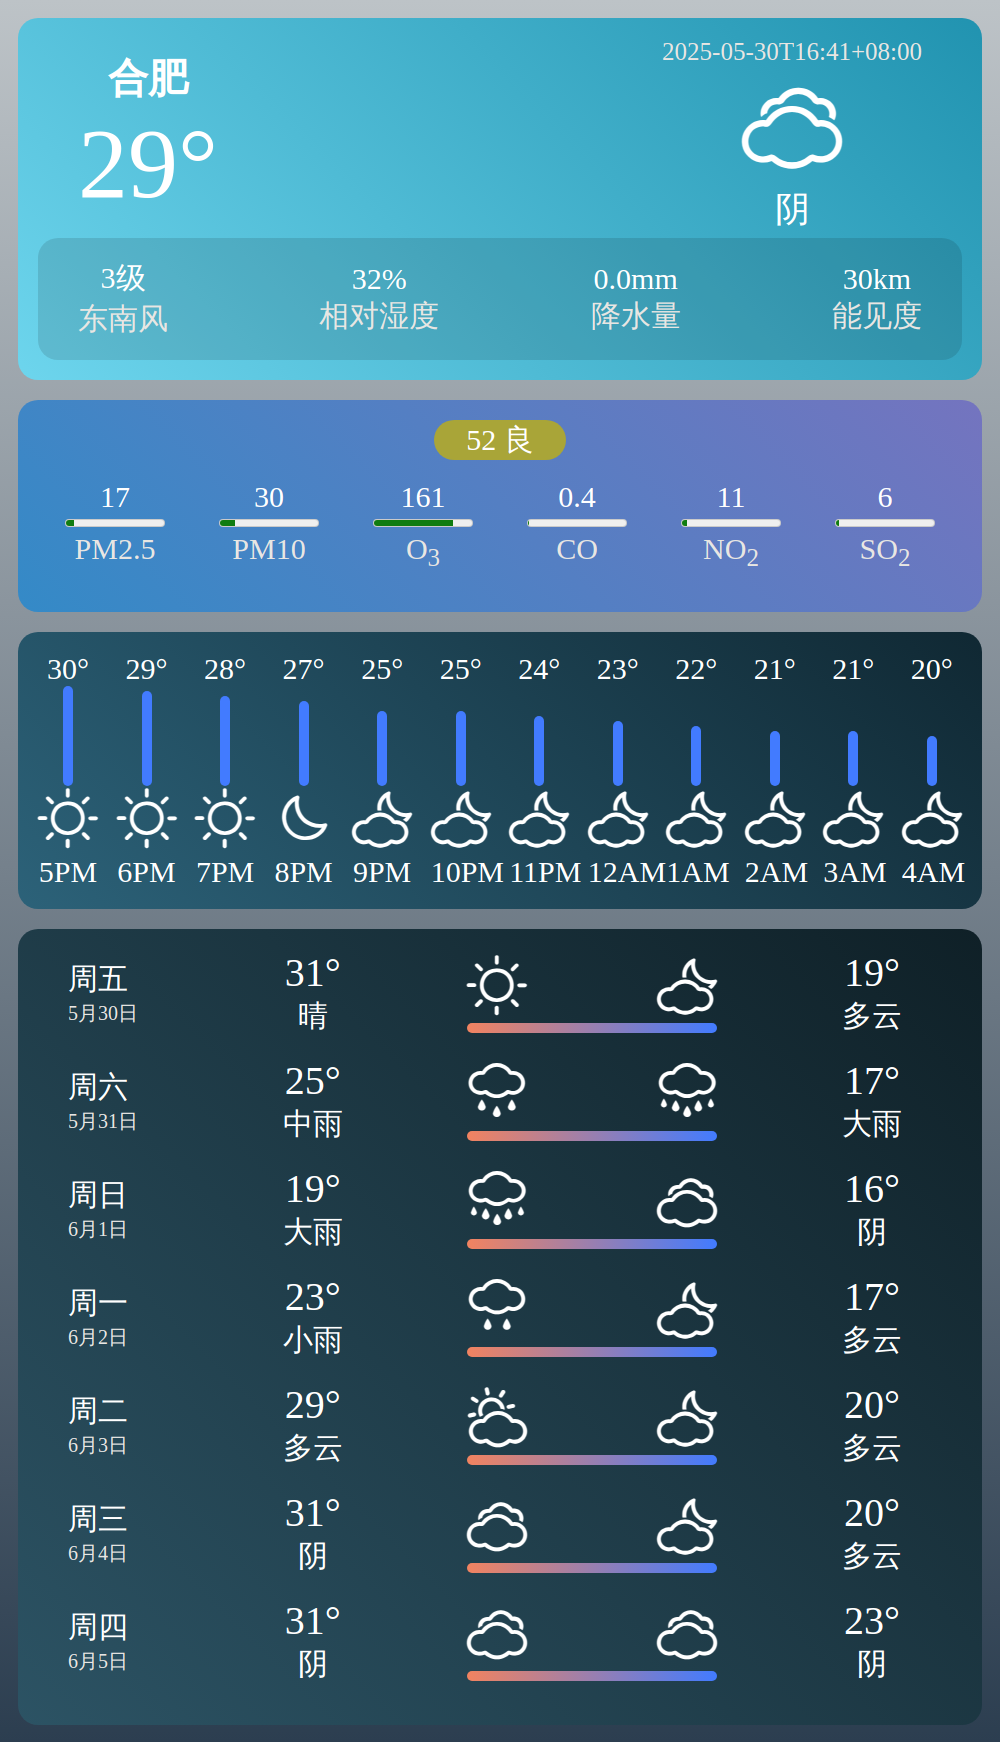 合肥
2025-05-30T16:41+08:00
29°
阴
3级 32% 0.0mm 30km
东南风 相对湿度 降水量 能见度
52 良
17 30 161 0.4 11 6
PM2.5 PM10 O3 CO NO2 SO2
30° 29° 28° 27° 25° 25° 24° 23° 22° 21° 21° 20°
5PM 6PM 7PM 8PM 9PM 10PM 11PM 12AM 1AM 2AM 3AM 4AM
周五 31° 19°
5月30日 晴 多云
周六 25° 17°
5月31日 中雨 大雨
周日 19° 16°
6月1日 大雨 阴
周一 23° 17°
6月2日 小雨 多云
周二 29° 20°
6月3日 多云 多云
周三 31° 20°
6月4日 阴 多云
周四 31° 23°
6月5日 阴 阴